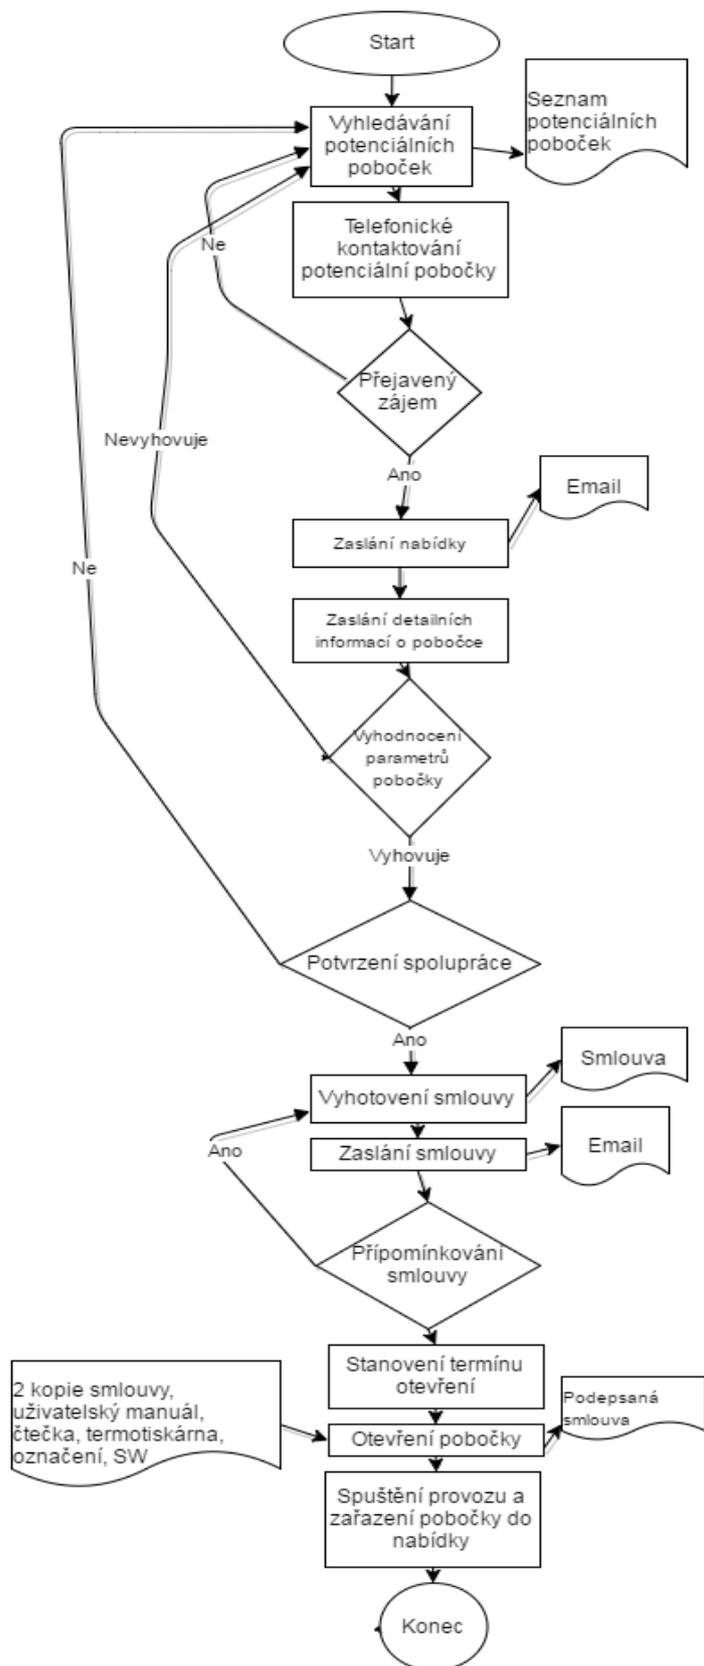 Start
Vyhledávání
potenciálních
poboček
Seznam
potenciálních
poboček
Telefonické
kontaktování
potenciální pobočky
Ne
Přejavený
zájem
Nevyhovuje
Ano
Email
Zaslání nabídky
Ne
Zaslání detailních
informací o pobočce
Vyhodnocení
parametrů
pobočky
Vyhovuje
Potvrzení spolupráce
Ano
Smlouva
Vyhotovení smlouvy
Ano
Zaslání smlouvy
Email
Přípomínkování
smlouvy
Stanovení termínu
otevření
2 kopie smlouvy,
uživatelský manuál,
čtečka, termotiskárna,
označení, SW
Podepsaná
smlouva
Otevření pobočky
Spuštění provozu a
zařazení pobočky do
nabídky
Konec